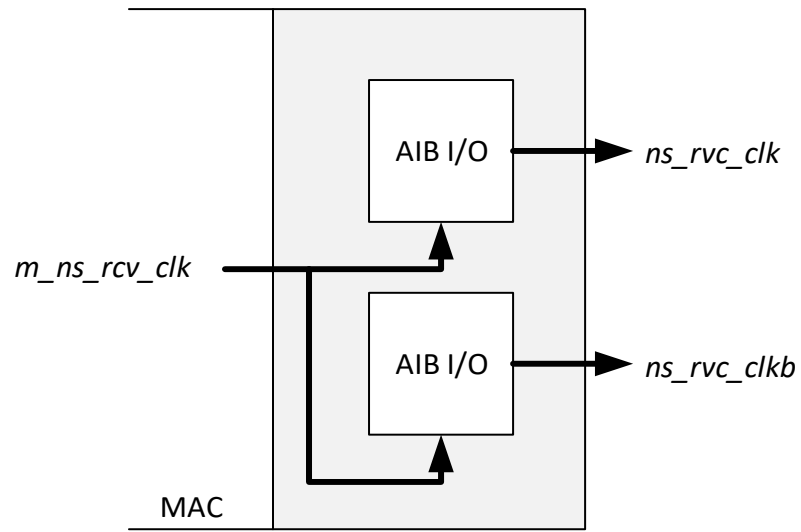 AIB I/O
ns_rvc_clk
m_ns_rcv_clk
AIB I/O
ns_rvc_clkb
MAC